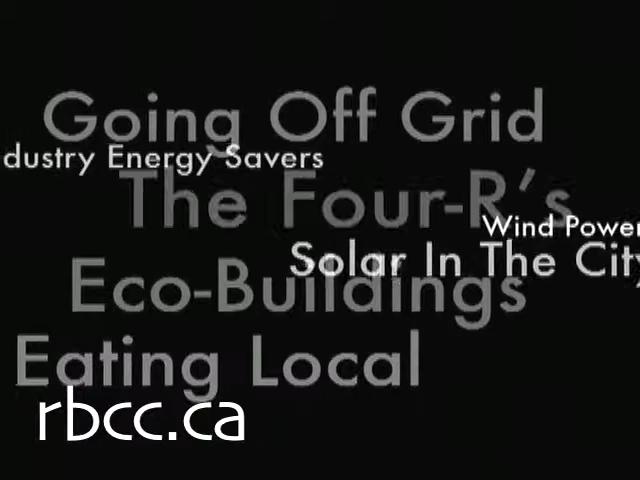 Going Off Grid
dustry Energy Savers
The Four-R's
Wind Power
Solar In The City
Eco-Buildings
Eating Local
rbcc.ca